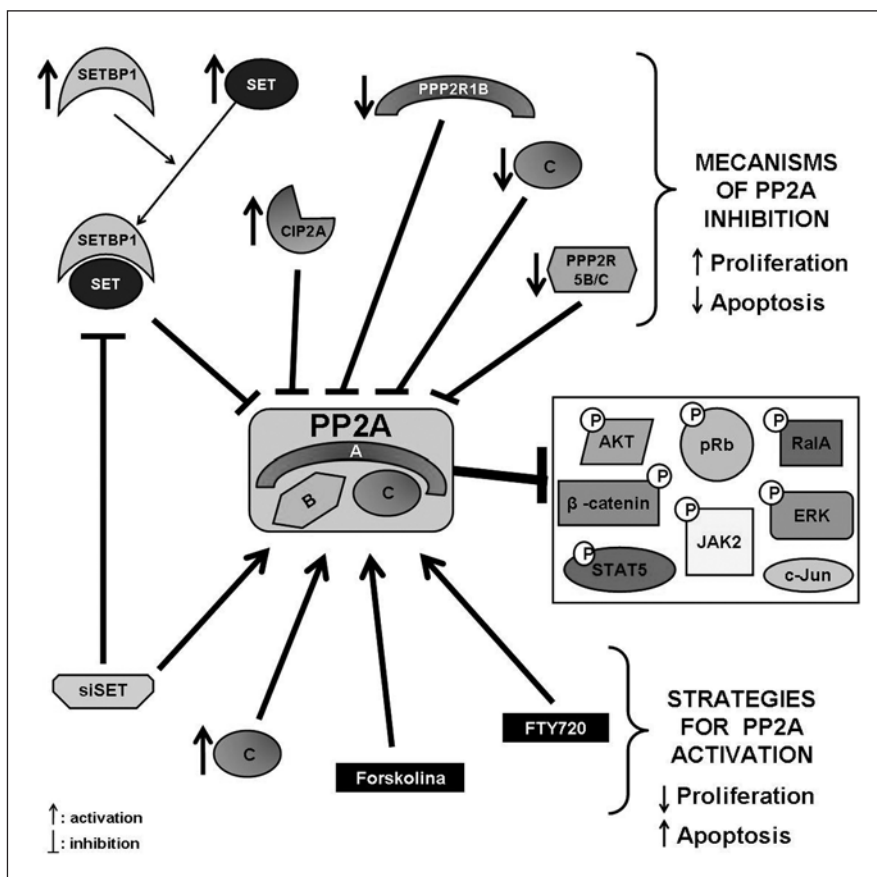 SETBP1
SET
PPP2R1B
C
MECANISMS
OF PP2A
INHIBITION
↑ Proliferation
↓ Apoptosis
CIP2A
SETBP1
SET
PPP2R
5B/C
PP2A
A
B
C
P
AKT
P
pRb
P
RalA
P
β -catenin
P
JAK2
P
ERK
P
STAT5
c-Jun
siSET
C
Forskolina
FTY720
STRATEGIES
FOR PP2A
ACTIVATION
↓ Proliferation
↑ Apoptosis
↑: activation
⊥: inhibition